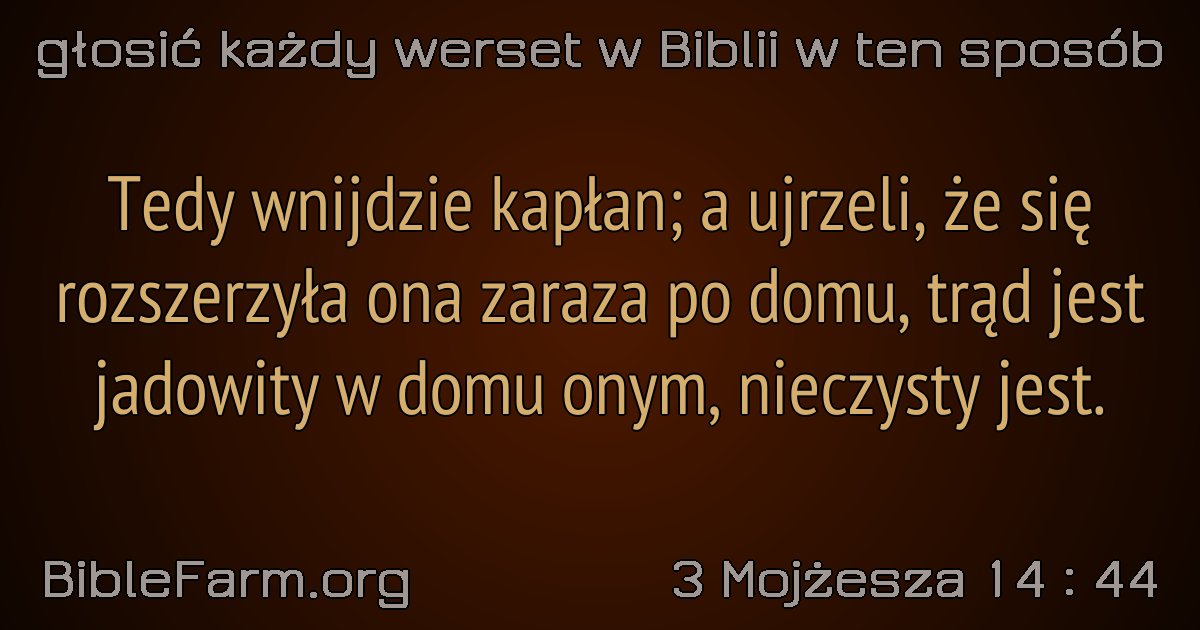 głosić każdy werset w Biblii w ten sposób
Tedy wnijdzie kapłan; a ujrzeli, że się
rozszerzyła ona zaraza po domu, trąd jest
jadowity w domu onym, nieczysty jest.
BibleFarm.org
3 Mojżesza 14 : 44